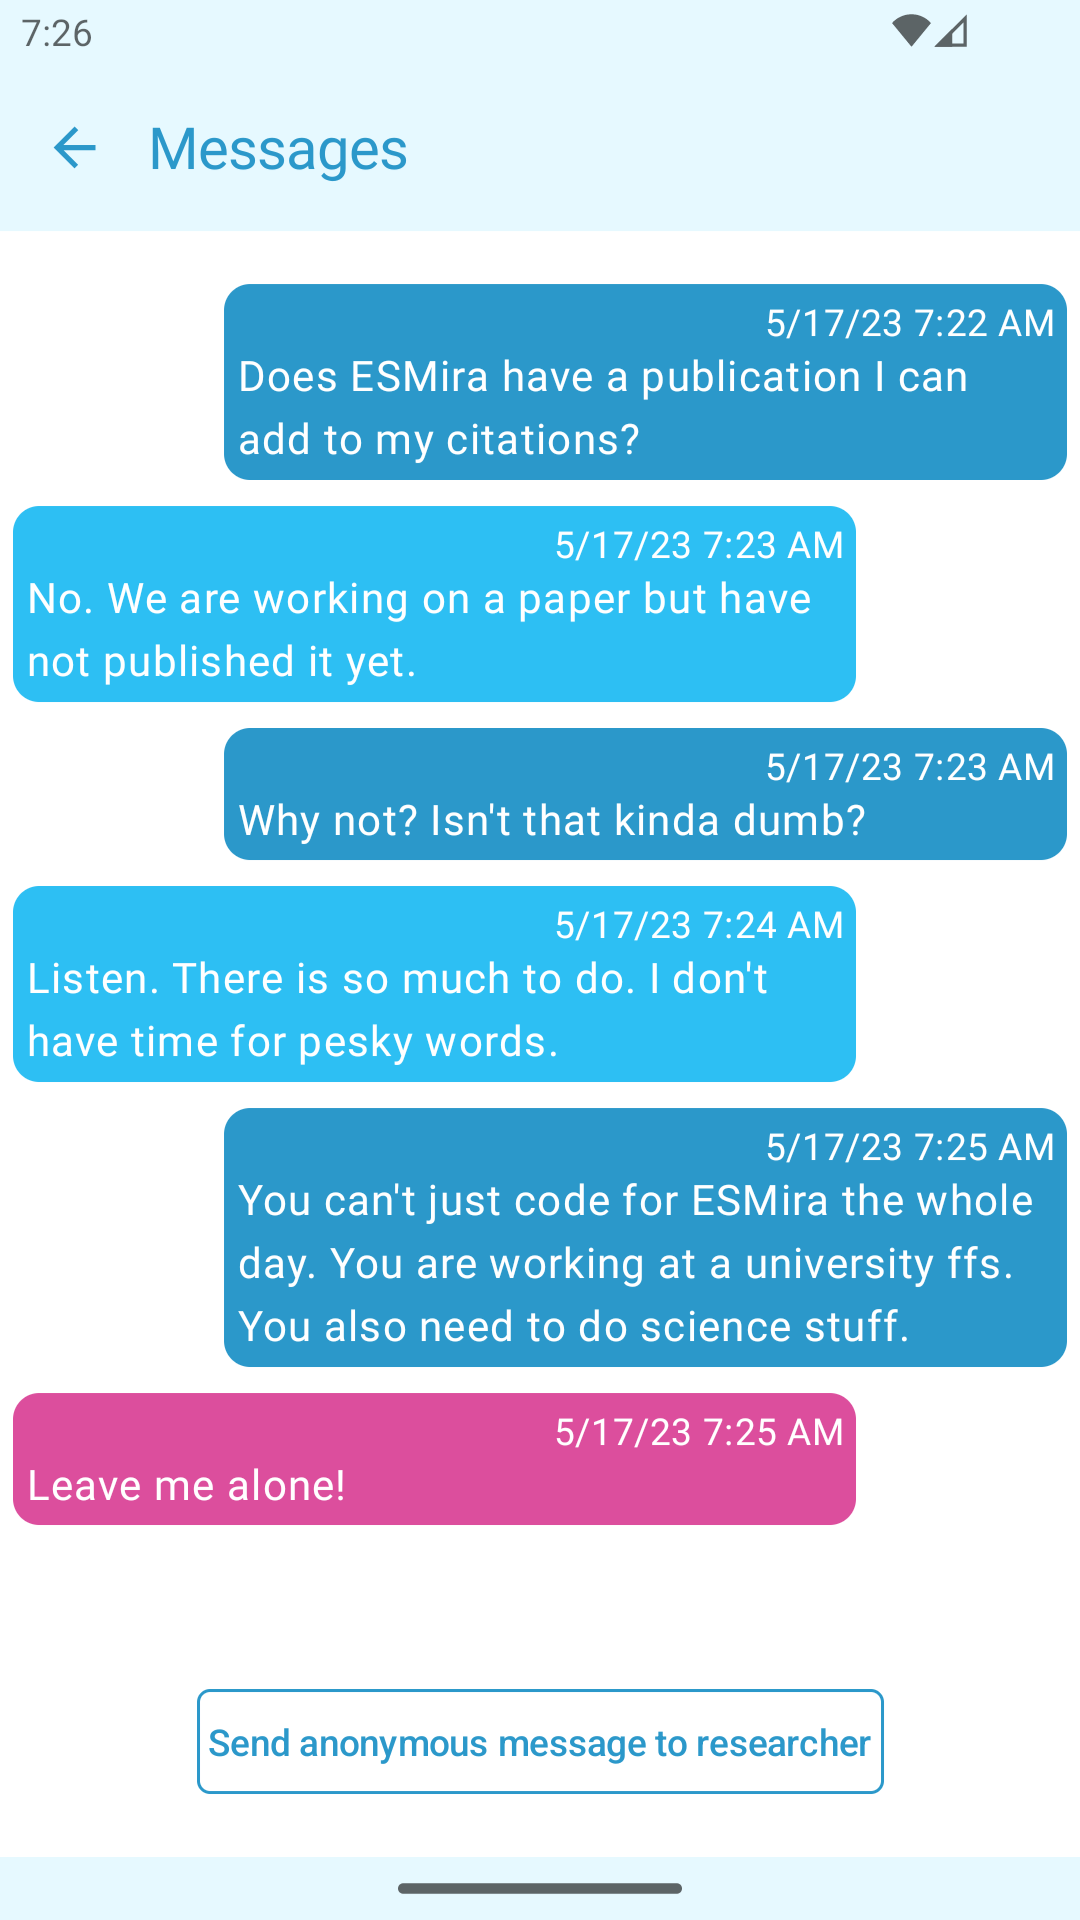 7:26
Messages
5/17/23 7:22 AM
Does ESMira have a publication I can
add to my citations?
5/17/23 7:23 AM
No. We are working on a paper but have
not published it yet.
5/17/23 7:23 AM
Why not? Isn't that kinda dumb?
5/17/23 7:24 AM
Listen. There is so much to do. I don't
have time for pesky words.
5/17/23 7:25 AM
You can't just code for ESMira the whole
day. You are working at a university ffs.
You also need to do science stuff.
5/17/23 7:25 AM
Leave me alone!
Send anonymous message to researcher